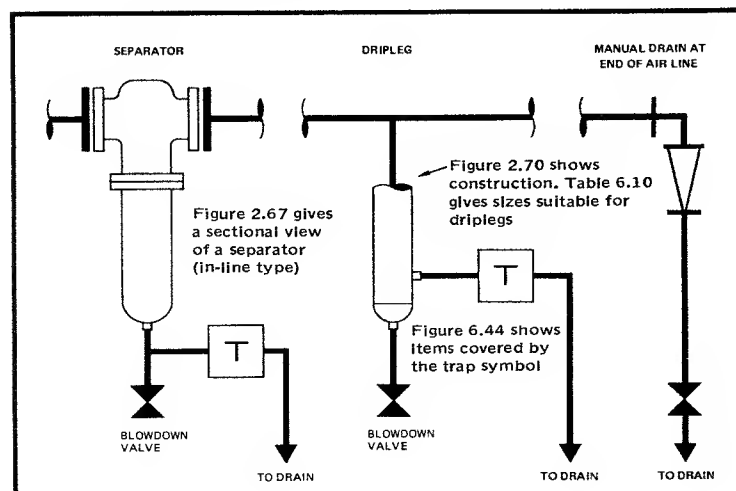 SEPARATOR
DRIPLEG
MANUAL DRAIN AT
END OF AIR LINE
Figure 2.70 shows
construction. Table 6.10
gives sizes suitable for
driplegs
Figure 2.67 gives
a sectional view
of a separator
(in-line type)
T
T
Figure 6.44 shows
items covered by
the trap symbol
BLOWDOWN
VALVE
BLOWDOWN
VALVE
TO DRAIN
TO DRAIN
TO DRAIN